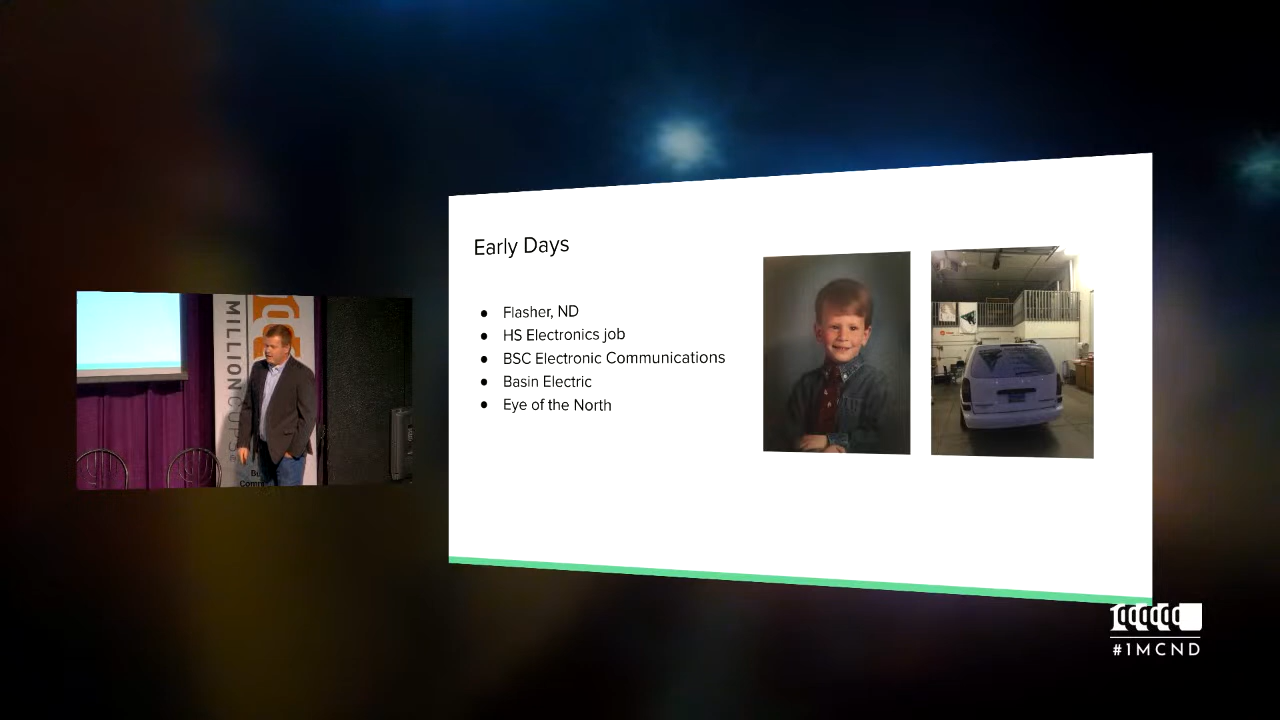 Early Days
Flasher, ND
HS Electronics job
BSC Electronic Communications
Basin Electric
Eye of the North
MILLION CUPS
#1MCND